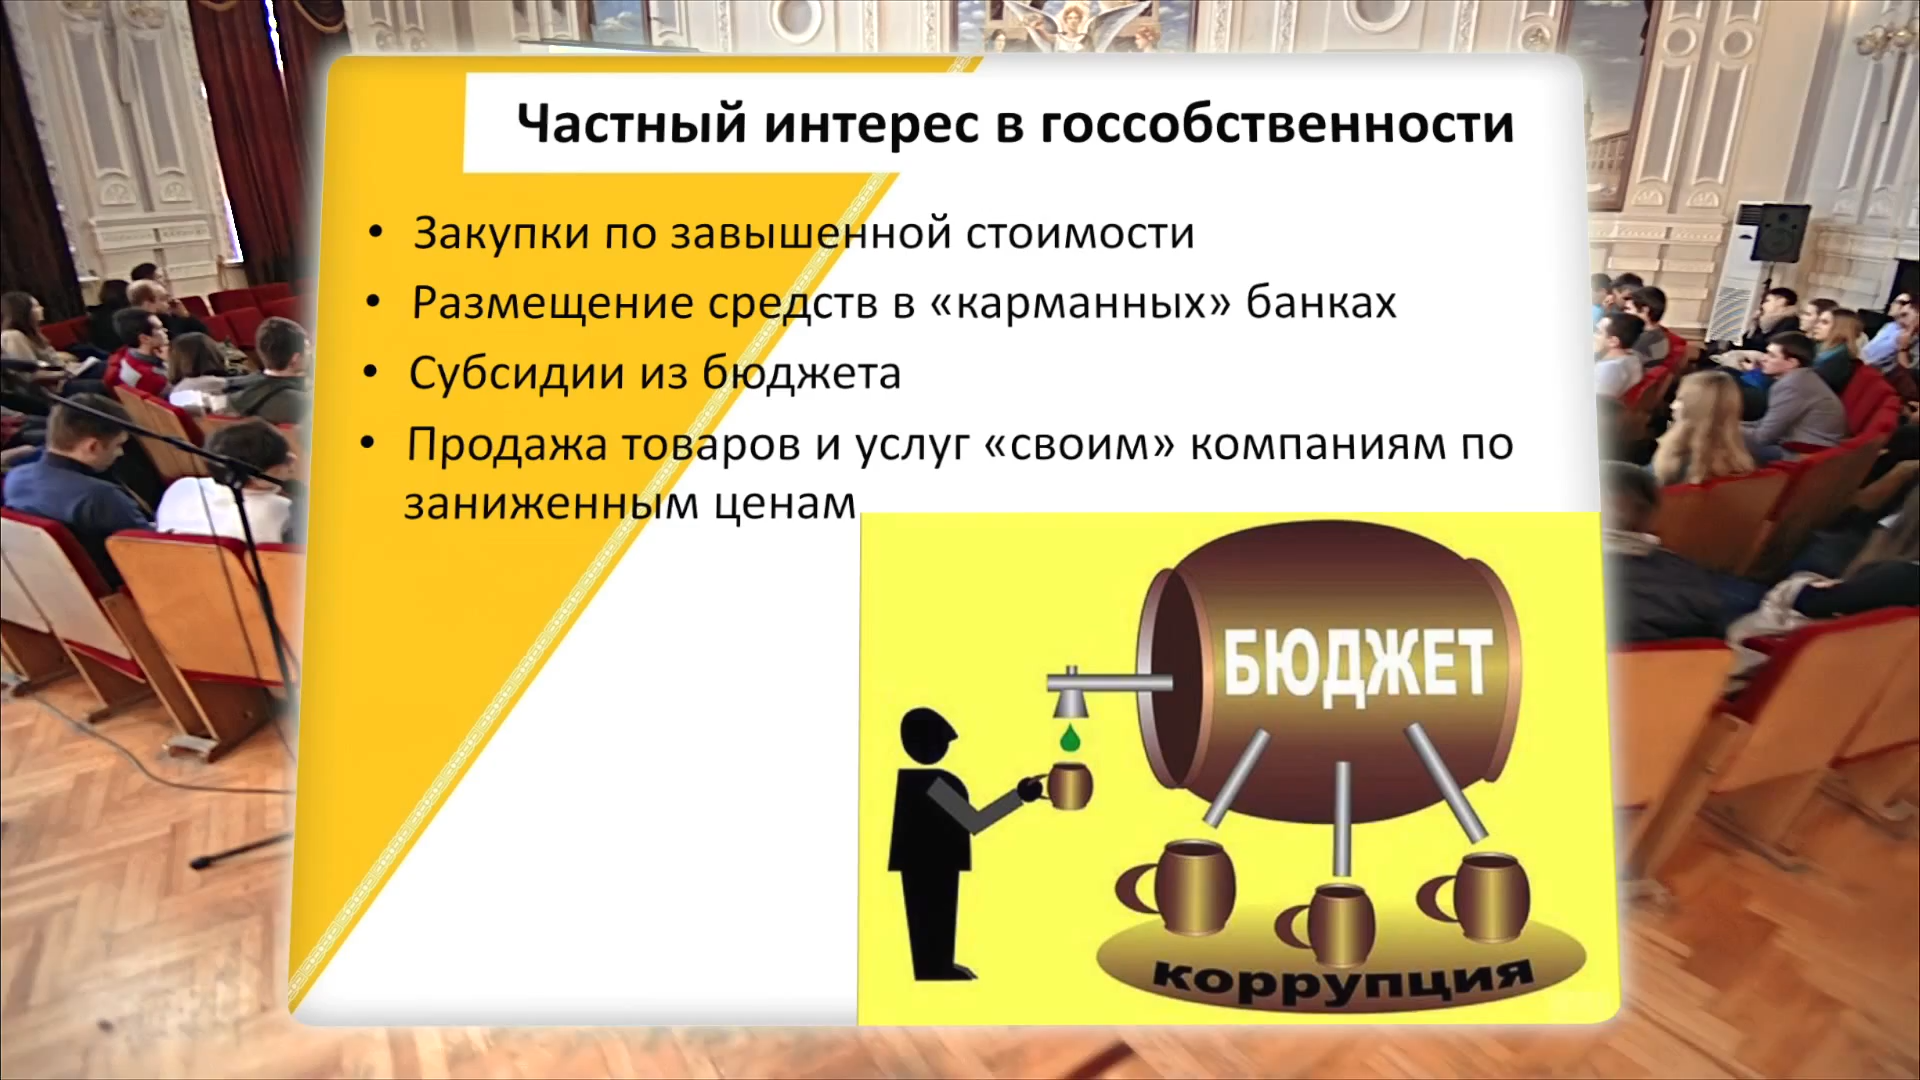 Частный интерес в госсобственности
• Закупки по завышенной стоимости
• Размещение средств в «карманных» банках
• Субсидии из бюджета
• Продажа товаров и услуг «своим» компаниям по
заниженным ценам
БЮДЖЕТ
коррупция